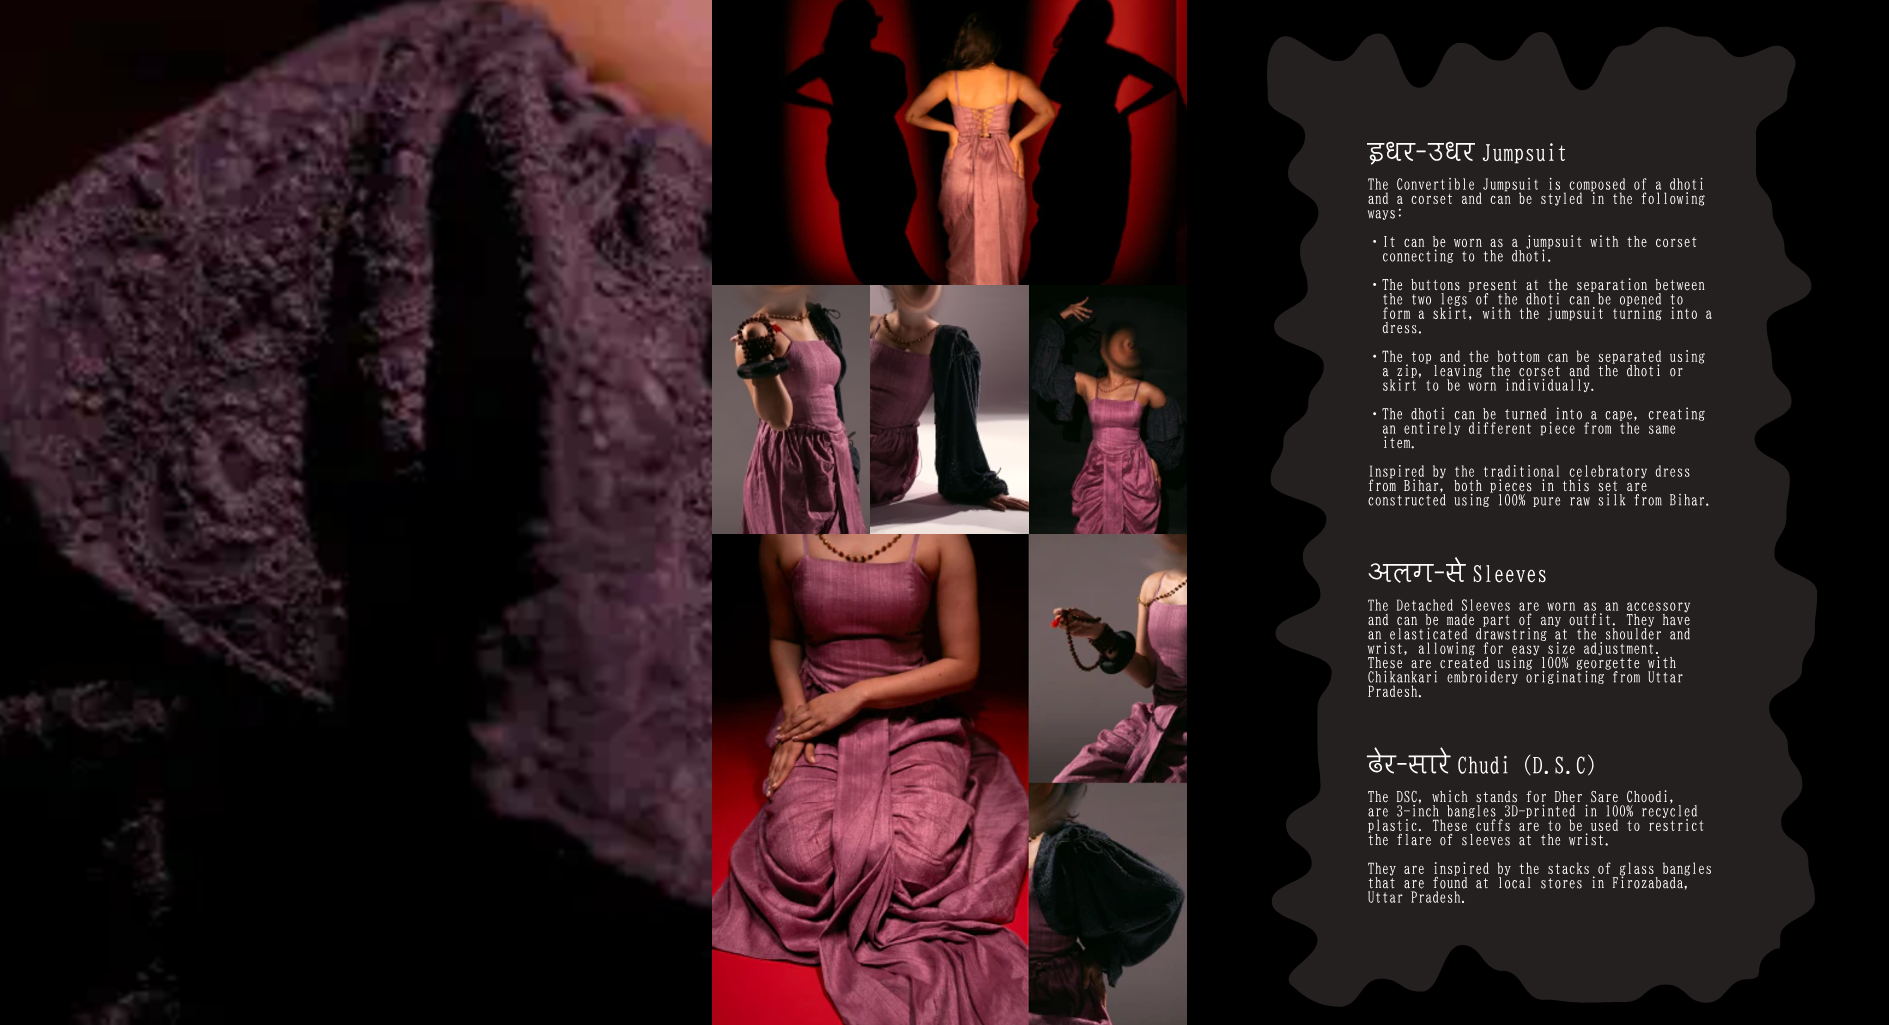 इधर-उधर Jumpsuit
The Convertible Jumpsuit is composed of a dhoti
and a corset and can be styled in the following
ways:
• It can be worn as a jumpsuit with the corset
connecting to the dhoti.
• The buttons present at the separation between
the two legs of the dhoti can be opened to
form a skirt, with the jumpsuit turning into a
dress.
• The top and the bottom can be separated using
a zip, leaving the corset and the dhoti or
skirt to be worn individually.
• The dhoti can be turned into a cape, creating
an entirely different piece from the same
item.
Inspired by the traditional celebratory dress
from Bihar, both pieces in this set are
constructed using 100% pure raw silk from Bihar.
अलग-से Sleeves
The Detached Sleeves are worn as an accessory
and can be made part of any outfit. They have
an elasticated drawstring at the shoulder and
wrist, allowing for easy size adjustment.
These are created using 100% georgette with
Chikankari embroidery originating from Uttar
Pradesh.
ढेर-सारे Chudi (D.S.C)
The DSC, which stands for Dher Sare Choodi,
are 3-inch bangles 3D-printed in 100% recycled
plastic. These cuffs are to be used to restrict
the flare of sleeves at the wrist.
They are inspired by the stacks of glass bangles
that are found at local stores in Firozabada,
Uttar Pradesh.